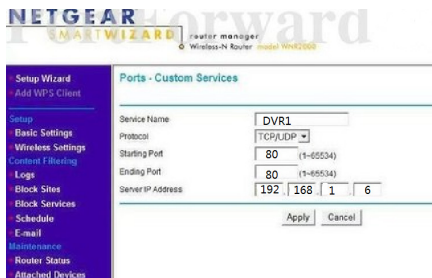 NETGEAR
SMARTWIZARD router manager
Wireless-N Router model WNR2000
Setup Wizard
Add WPS Client
Setup
Basic Settings
Wireless Settings
Content Filtering
Logs
Block Sites
Block Services
Schedule
E-mail
Maintenance
Router Status
Attached Devices
Ports - Custom Services
Service Name DVR1
Protocol TCP/UDP
Starting Port 80 (1~65534)
Ending Port 80 (1~65534)
Server IP Address 192 . 168 . 1 . 6
Apply Cancel